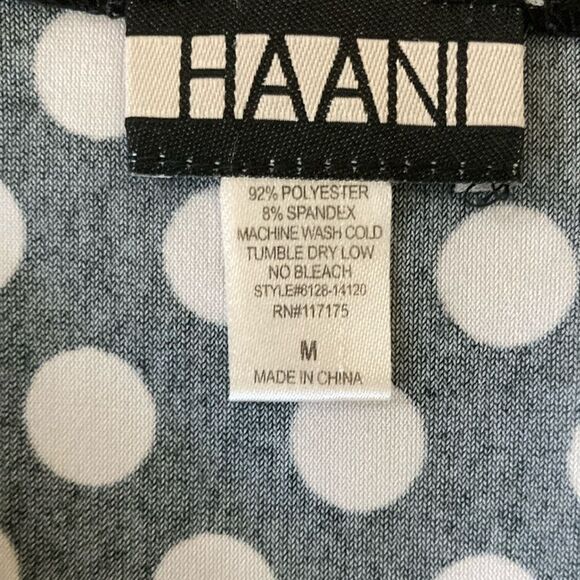 HAANI
92% POLYESTER
8% SPANDEX
MACHINE WASH COLD
TUMBLE DRY LOW
NO BLEACH
STYLE#6128-14120
RN#117175
M
MADE IN CHINA